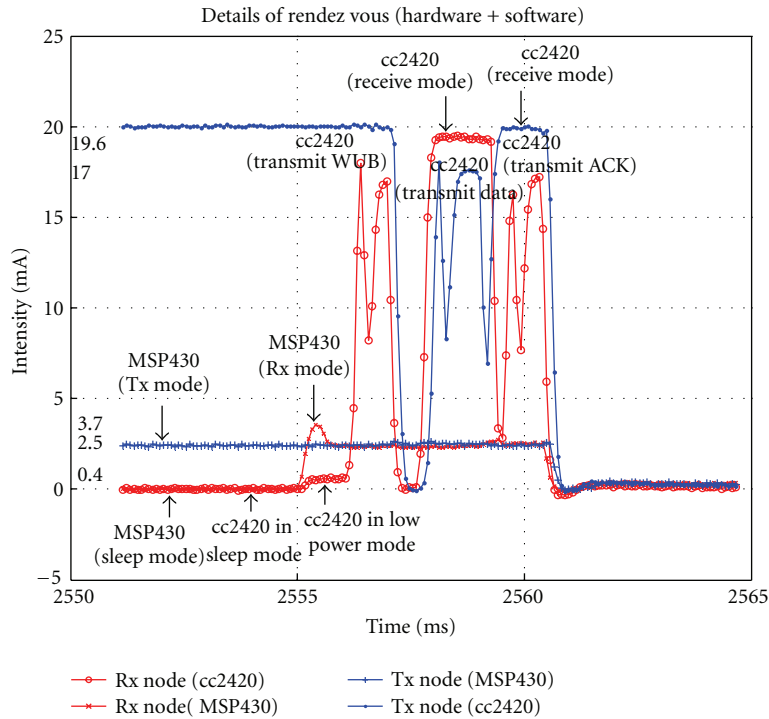 Details of rendez vous (hardware + software)
25
20
19.6
17
15
10
5
3.7
2.5
0.4
0
−5
Intensity (mA)
cc2420
(receive mode)
cc2420
(receive mode)
cc2420
(transmit WUB)
cc2420
(transmit data)
cc2420
(transmit ACK)
MSP430
(Tx mode)
MSP430
(Rx mode)
MSP430
(sleep mode)
cc2420 in
sleep mode
cc2420 in low
power mode
2550
2555
2560
2565
Time (ms)
Rx node (cc2420)
Rx node( MSP430)
Tx node (MSP430)
Tx node (cc2420)